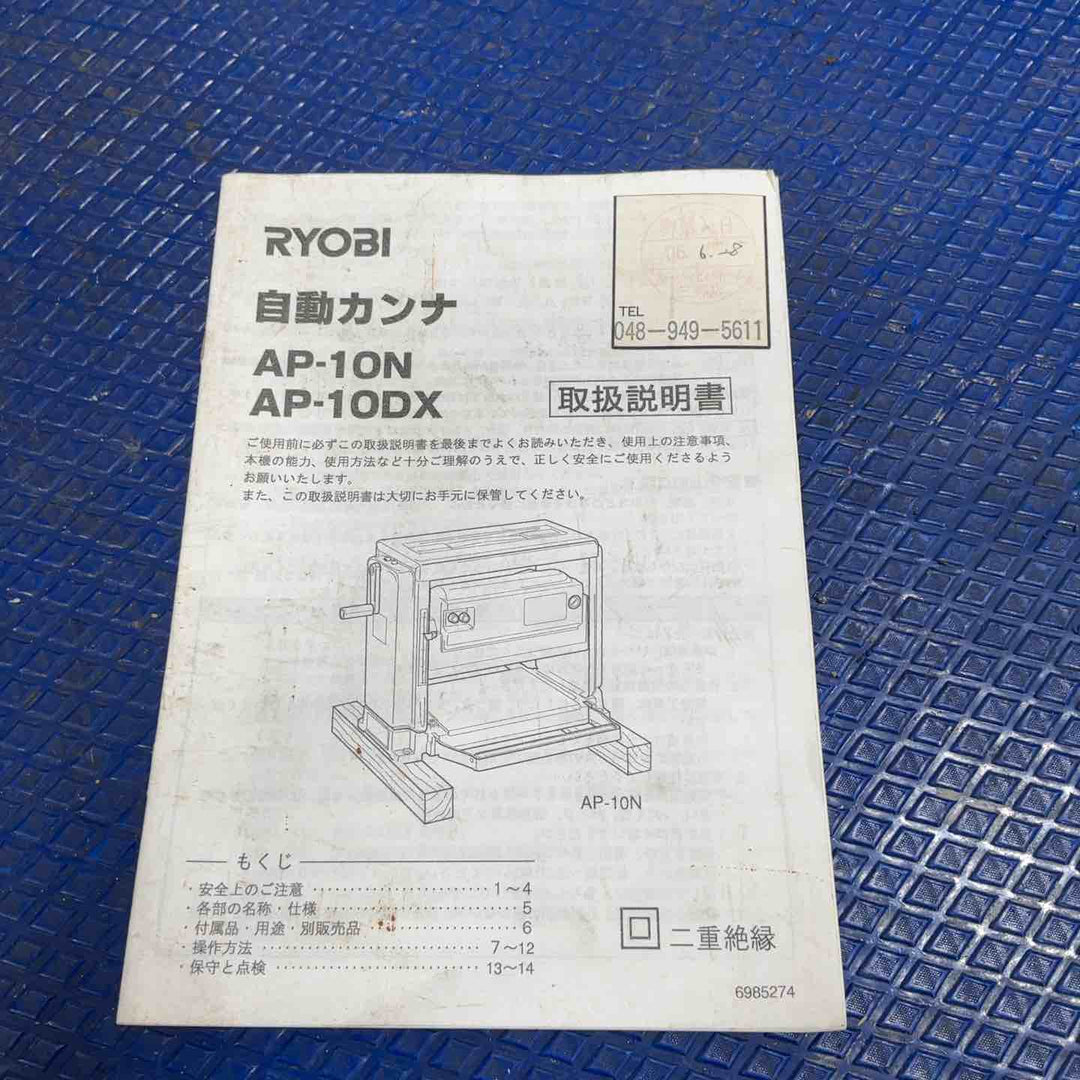 RYOBI
自動カンナ
AP-10N
AP-10DX
6.-8
TEL
048-949-5611
取扱説明書
ご使用前に必ずこの取扱説明書を最後までよくお読みいただき、使用上の注意事項、
本機の能力、使用方法など十分ご理解のうえで、正しく安全にご使用くださるよう
お願いいたします。
また、この取扱説明書は大切にお手元に保管してください。
AP-10N
もくじ
・安全上のご注意 ························ 1～4
・各部の名称・仕様 ························ 5
・付属品・用途・別販売品 ·················· 6
・操作方法 ························ 7～12
・保守と点検 ························ 13～14
二重絶縁
6985274